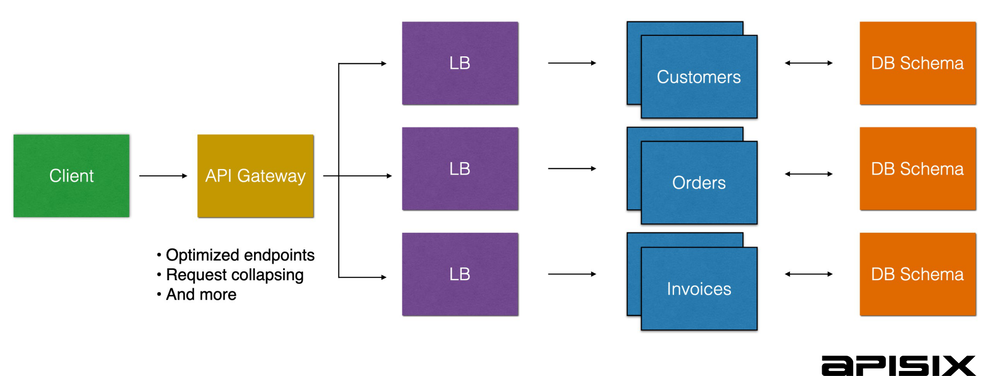 LB
Customers
DB Schema
Client
API Gateway
LB
Orders
DB Schema
• Optimized endpoints
• Request collapsing
• And more
LB
Invoices
DB Schema
APISIX